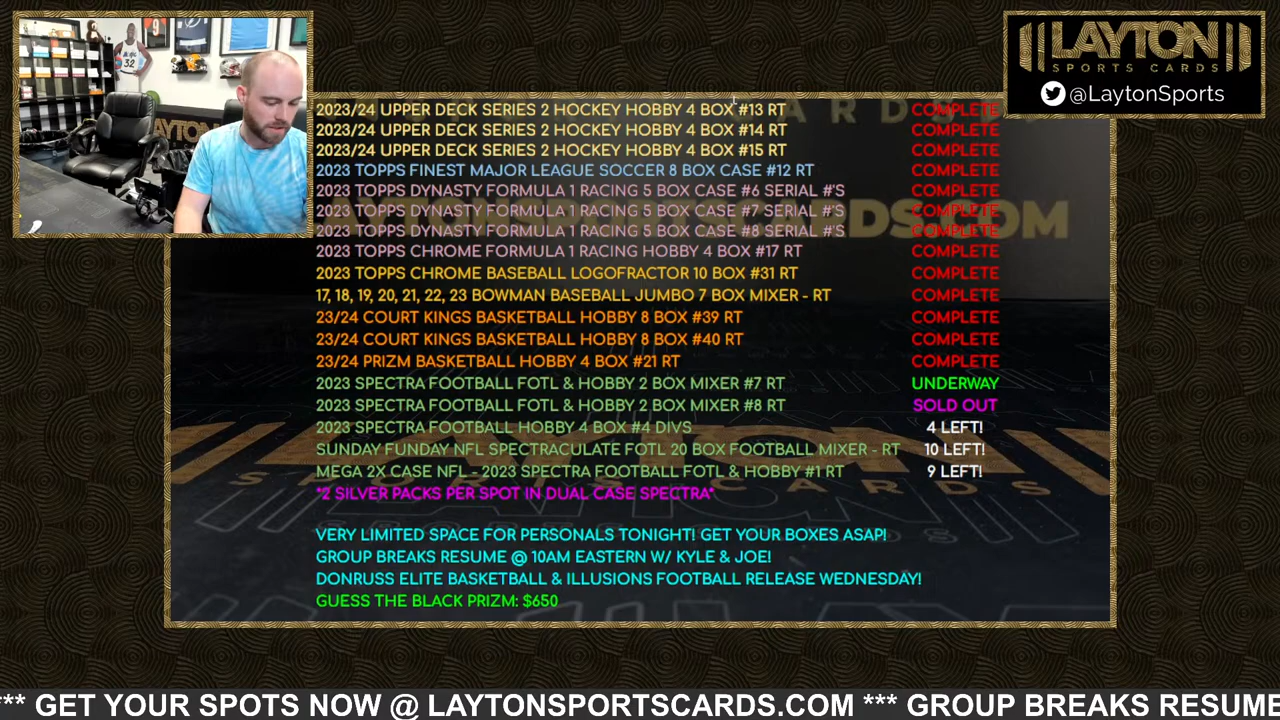 LAYTON
SPORTS CARDS
@LaytonSports
2023/24 UPPER DECK SERIES 2 HOCKEY HOBBY 4 BOX #13 RT COMPLETE
2023/24 UPPER DECK SERIES 2 HOCKEY HOBBY 4 BOX #14 RT COMPLETE
2023/24 UPPER DECK SERIES 2 HOCKEY HOBBY 4 BOX #15 RT COMPLETE
2023 TOPPS FINEST MAJOR LEAGUE SOCCER 8 BOX CASE #12 RT COMPLETE
2023 TOPPS DYNASTY FORMULA 1 RACING 5 BOX CASE #6 SERIAL #'S COMPLETE
2023 TOPPS DYNASTY FORMULA 1 RACING 5 BOX CASE #7 SERIAL #'S COMPLETE
2023 TOPPS DYNASTY FORMULA 1 RACING 5 BOX CASE #8 SERIAL #'S COMPLETE
2023 TOPPS CHROME FORMULA 1 RACING HOBBY 4 BOX #17 RT COMPLETE
2023 TOPPS CHROME BASEBALL LOGOFRACTOR 10 BOX #31 RT COMPLETE
17, 18, 19, 20, 21, 22, 23 BOWMAN BASEBALL JUMBO 7 BOX MIXER - RT COMPLETE
23/24 COURT KINGS BASKETBALL HOBBY 8 BOX #39 RT COMPLETE
23/24 COURT KINGS BASKETBALL HOBBY 8 BOX #40 RT COMPLETE
23/24 PRIZM BASKETBALL HOBBY 4 BOX #21 RT COMPLETE
2023 SPECTRA FOOTBALL FOTL & HOBBY 2 BOX MIXER #7 RT UNDERWAY
2023 SPECTRA FOOTBALL FOTL & HOBBY 2 BOX MIXER #8 RT SOLD OUT
2023 SPECTRA FOOTBALL HOBBY 4 BOX #4 DIVS 4 LEFT!
SUNDAY FUNDAY NFL SPECTRACULATE FOTL 20 BOX FOOTBALL MIXER - RT 10 LEFT!
MEGA 2X CASE NFL - 2023 SPECTRA FOOTBALL FOTL & HOBBY #1 RT 9 LEFT!
*2 SILVER PACKS PER SPOT IN DUAL CASE SPECTRA*
VERY LIMITED SPACE FOR PERSONALS TONIGHT! GET YOUR BOXES ASAP!
GROUP BREAKS RESUME @ 10AM EASTERN W/ KYLE & JOE!
DONRUSS ELITE BASKETBALL & ILLUSIONS FOOTBALL RELEASE WEDNESDAY!
GUESS THE BLACK PRIZM: $650
*** GET YOUR SPOTS NOW @ LAYTONSPORTSCARDS.COM *** GROUP BREAKS RESUME